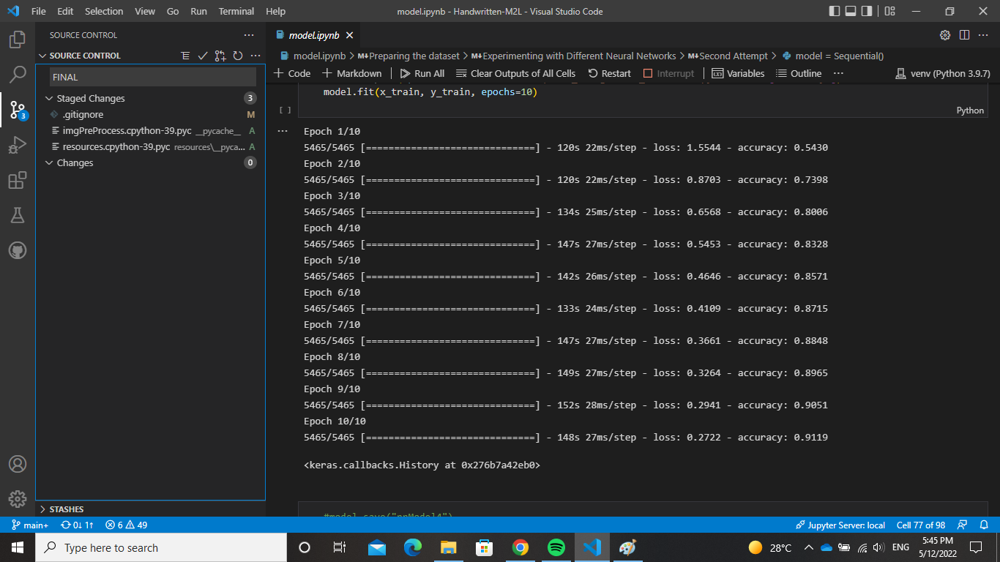 File Edit Selection View Go Run Terminal Help
model.ipynb - Handwritten-M2L - Visual Studio Code
SOURCE CONTROL
SOURCE CONTROL
FINAL
Staged Changes 3
.gitignore M
imgPreProcess.cpython-39.pyc __pycache__ A
resources.cpython-39.pyc resources\__pyca... A
Changes 0
3
STASHES
model.ipynb
model.ipynb > M↓Preparing the dataset > M↓Experimenting with Different Neural Networks > M↓Second Attempt > model = Sequential()
+ Code + Markdown | Run All Clear Outputs of All Cells Restart Interrupt | Variables Outline ... venv (Python 3.9.7)
model.fit(x_train, y_train, epochs=10)
[ ]
Python
...
Epoch 1/10
5465/5465 [==============================] - 120s 22ms/step - loss: 1.5544 - accuracy: 0.5430
Epoch 2/10
5465/5465 [==============================] - 120s 22ms/step - loss: 0.8703 - accuracy: 0.7398
Epoch 3/10
5465/5465 [==============================] - 134s 25ms/step - loss: 0.6568 - accuracy: 0.8006
Epoch 4/10
5465/5465 [==============================] - 147s 27ms/step - loss: 0.5453 - accuracy: 0.8328
Epoch 5/10
5465/5465 [==============================] - 142s 26ms/step - loss: 0.4646 - accuracy: 0.8571
Epoch 6/10
5465/5465 [==============================] - 133s 24ms/step - loss: 0.4109 - accuracy: 0.8715
Epoch 7/10
5465/5465 [==============================] - 147s 27ms/step - loss: 0.3661 - accuracy: 0.8848
Epoch 8/10
5465/5465 [==============================] - 149s 27ms/step - loss: 0.3264 - accuracy: 0.8965
Epoch 9/10
5465/5465 [==============================] - 152s 28ms/step - loss: 0.2941 - accuracy: 0.9051
Epoch 10/10
5465/5465 [==============================] - 148s 27ms/step - loss: 0.2722 - accuracy: 0.9119
<keras.callbacks.History at 0x276b7a42eb0>
main+ 0↓ 1↑ 6 49
Jupyter Server: local Cell 77 of 98
Type here to search
28°C
ENG
5:45 PM
5/12/2022